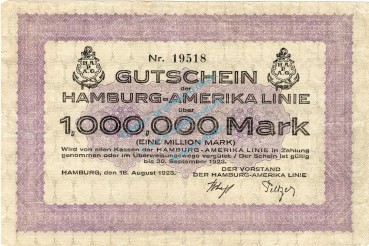 Nr. 19518
GUTSCHEIN
der
HAMBURG-AMERIKA LINIE
über
1,000,000 Mark
(EINE MILLION MARK)
Wird von allen Kassen der HAMBURG-AMERIKA LINIE in Zahlung
genommen oder im Überweisungswege vergütet. / Der Schein ist gültig
bis 30. September 1923.
HAMBURG, den 16. August 1923.
DER VORSTAND
DER HAMBURG-AMERIKA LINIE